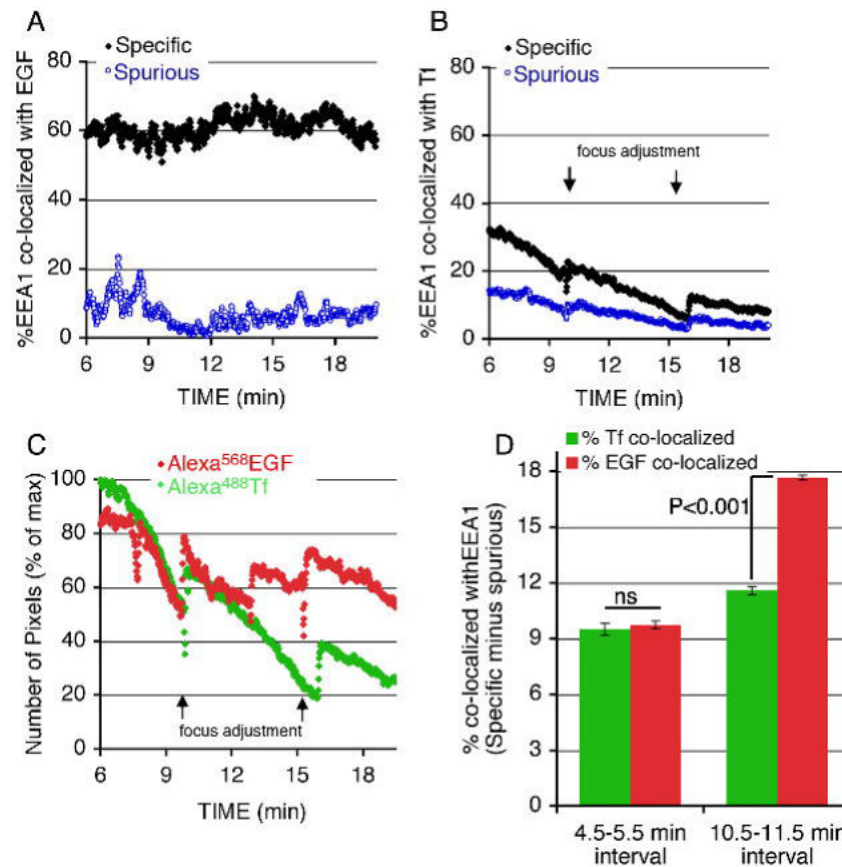 A
Specific
Spurious
%EEA1 co-localized with EGF
80
60
40
20
0
6 9 12 15 18
TIME (min)
B
Specific
Spurious
%EEA1 co-localized with Tf
80
60
40
20
0
focus adjustment
6 9 12 15 18
TIME (min)
C
Alexa568EGF
Alexa488Tf
Number of Pixels (% of max)
100
80
60
40
20
0
focus adjustment
6 9 12 15 18
TIME (min)
D
% Tf co-localized
% EGF co-localized
% co-localized withEEA1
(Specific minus spurious)
18
15
12
9
6
3
0
P<0.001
ns
4.5-5.5 min
interval
10.5-11.5 min
interval